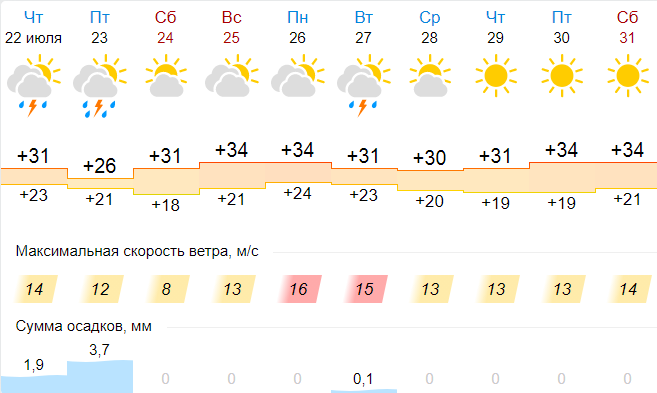 Чт Пт Сб Вс Пн Вт Ср Чт Пт Сб
22 июля 23 24 25 26 27 28 29 30 31
+31 +26 +31 +34 +34 +31 +30 +31 +34 +34
+23 +21 +18 +21 +24 +23 +20 +19 +19 +21
Максимальная скорость ветра, м/с
14 12 8 13 16 15 13 13 13 14
Сумма осадков, мм
1,9 3,7 0 0 0 0,1 0 0 0 0